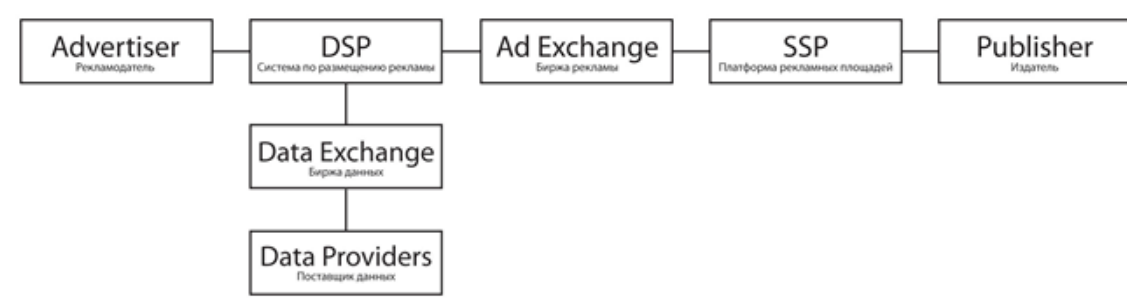 Advertiser
Рекламодатель
DSP
Система по размещению рекламы
Ad Exchange
Биржа рекламы
SSP
Платформа рекламных площадей
Publisher
Издатель
Data Exchange
Биржа данных
Data Providers
Поставщик данных